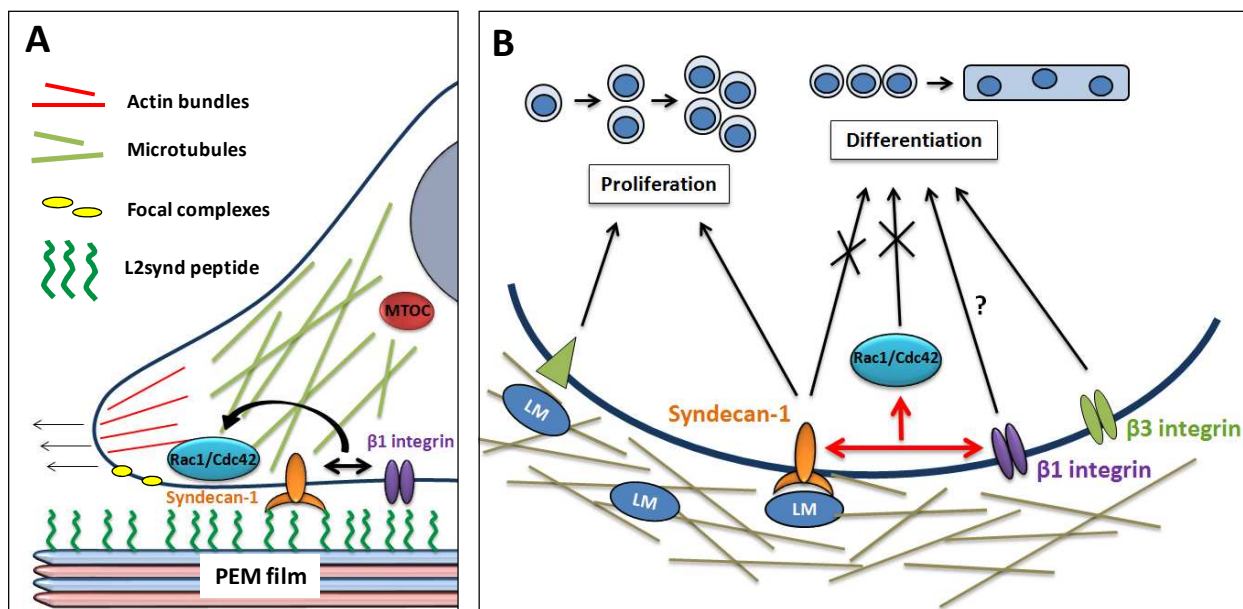 A
Actin bundles
Microtubules
Focal complexes
L2synd peptide
MTOC
β1 integrin
Rac1/Cdc42
Syndecan-1
PEM film
B
Proliferation
Differentiation
?
Rac1/Cdc42
LM
Syndecan-1
β3 integrin
β1 integrin
LM
LM